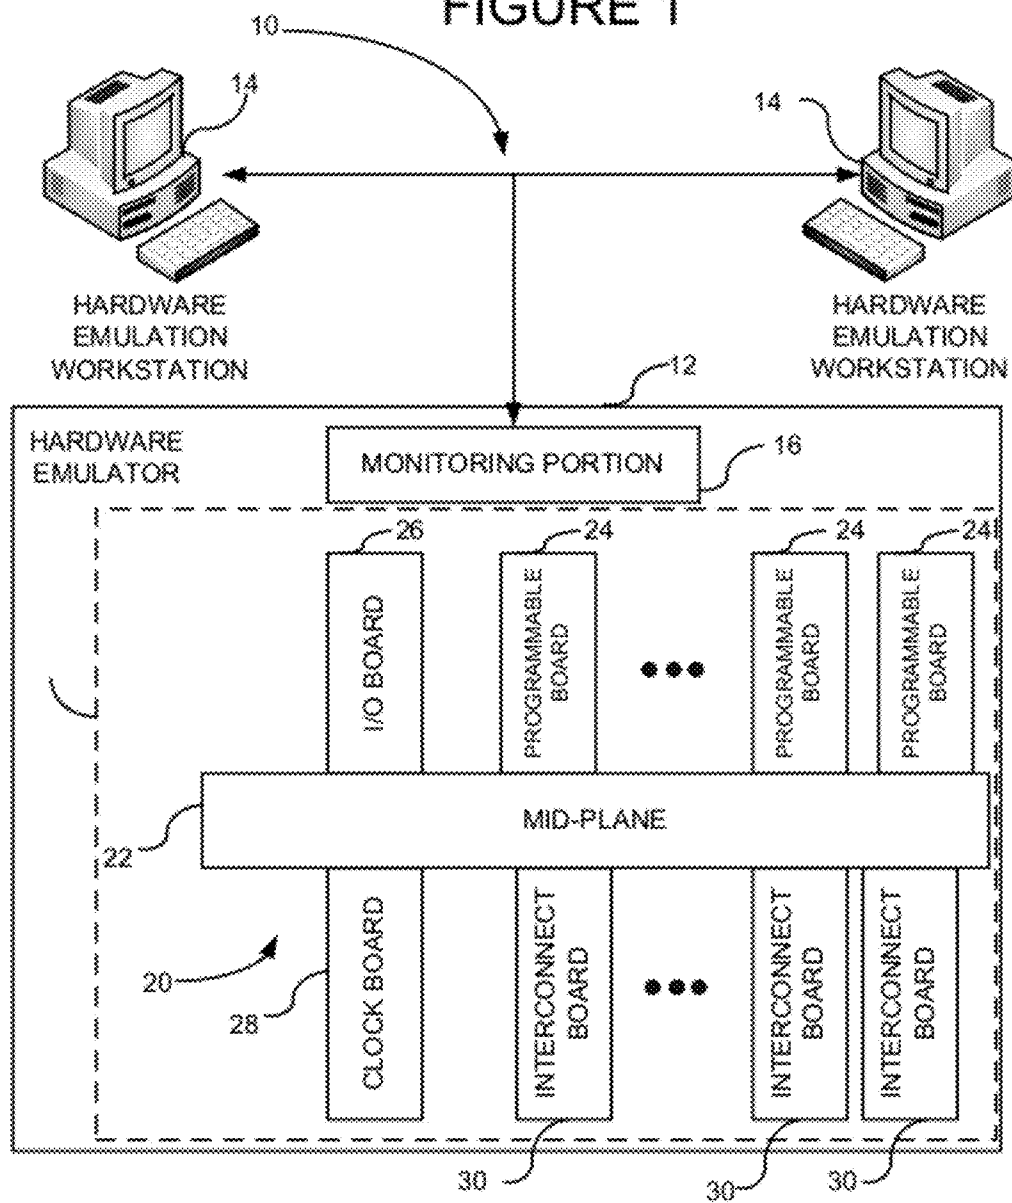 FIGURE 1
10
14
14
HARDWARE
EMULATION
WORKSTATION
HARDWARE
EMULATION
WORKSTATION
12
HARDWARE
EMULATOR
MONITORING PORTION
16
26
24
24
24
I/O BOARD
PROGRAMMABLE
BOARD
PROGRAMMABLE
BOARD
PROGRAMMABLE
BOARD
MID-PLANE
22
CLOCK BOARD
INTERCONNECT
BOARD
INTERCONNECT
BOARD
INTERCONNECT
BOARD
20
28
30
30
30